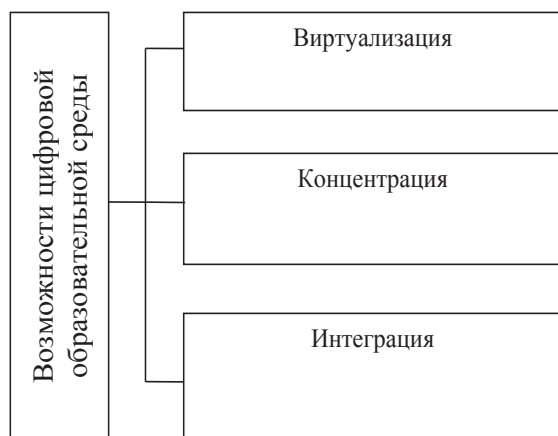 Возможности цифровой
образовательной среды
Виртуализация
Концентрация
Интеграция